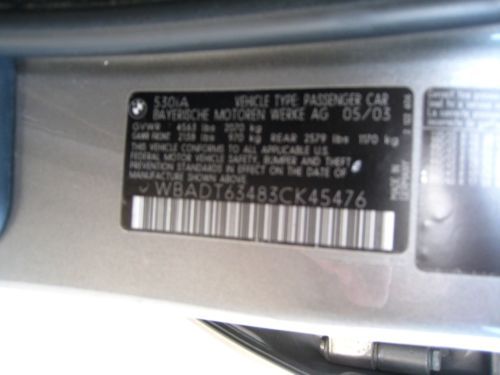 530iA VEHICLE TYPE: PASSENGER CAR
BAYERISCHE MOTOREN WERKE AG 05/03
GVWR 4563 lbs 2070 kg
GAWR FRONT 2138 lbs 970 kg REAR 2579 lbs 1170 kg
THIS VEHICLE CONFORMS TO ALL APPLICABLE U.S.
FEDERAL MOTOR VEHICLE SAFETY, BUMPER AND THEFT
PREVENTION STANDARDS IN EFFECT ON THE DATE OF
MANUFACTURE SHOWN ABOVE
WBADT63483CK45476